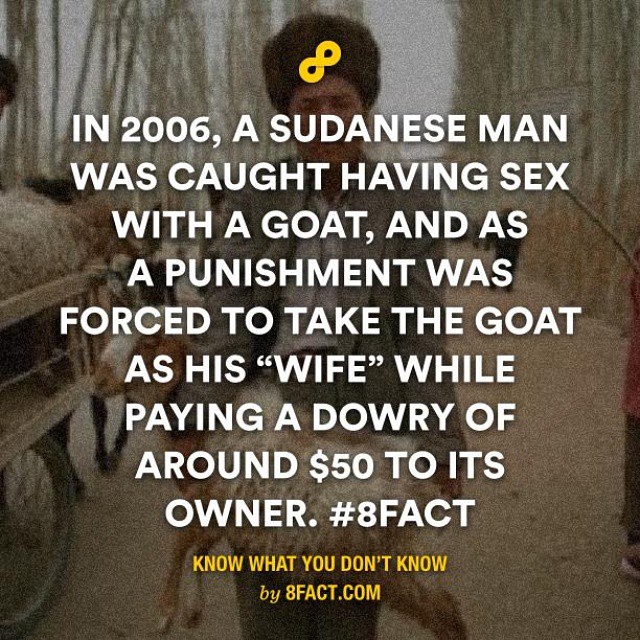 IN 2006, A SUDANESE MAN
WAS CAUGHT HAVING SEX
WITH A GOAT, AND AS
A PUNISHMENT WAS
FORCED TO TAKE THE GOAT
AS HIS “WIFE” WHILE
PAYING A DOWRY OF
AROUND $50 TO ITS
OWNER. #8FACT
KNOW WHAT YOU DON'T KNOW
by 8FACT.COM